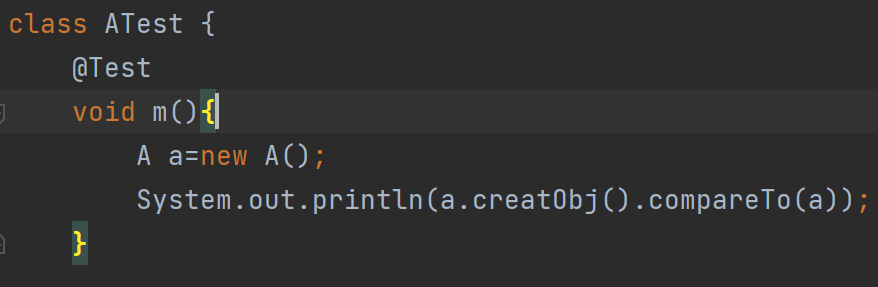 class ATest {
@Test
void m(){
A a=new A();
System.out.println(a.creatObj().compareTo(a));
}